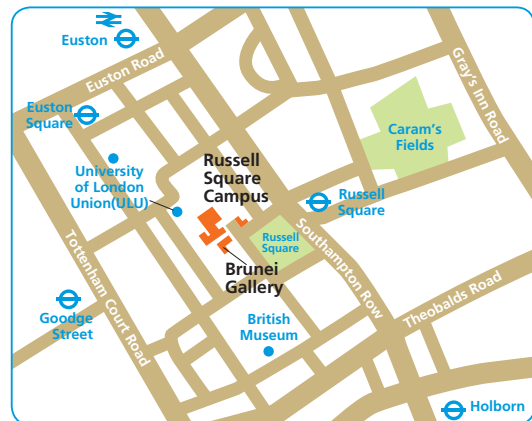 Euston
Euston Road
Gray's Inn Road
Euston
Square
Caram's
Fields
University
of London
Union(ULU)
Russell
Square
Campus
Russell
Square
Russell
Square
Southampton Row
Brunei
Gallery
Tottenham Court Road
Theobalds Road
Goodge
Street
British
Museum
Holborn